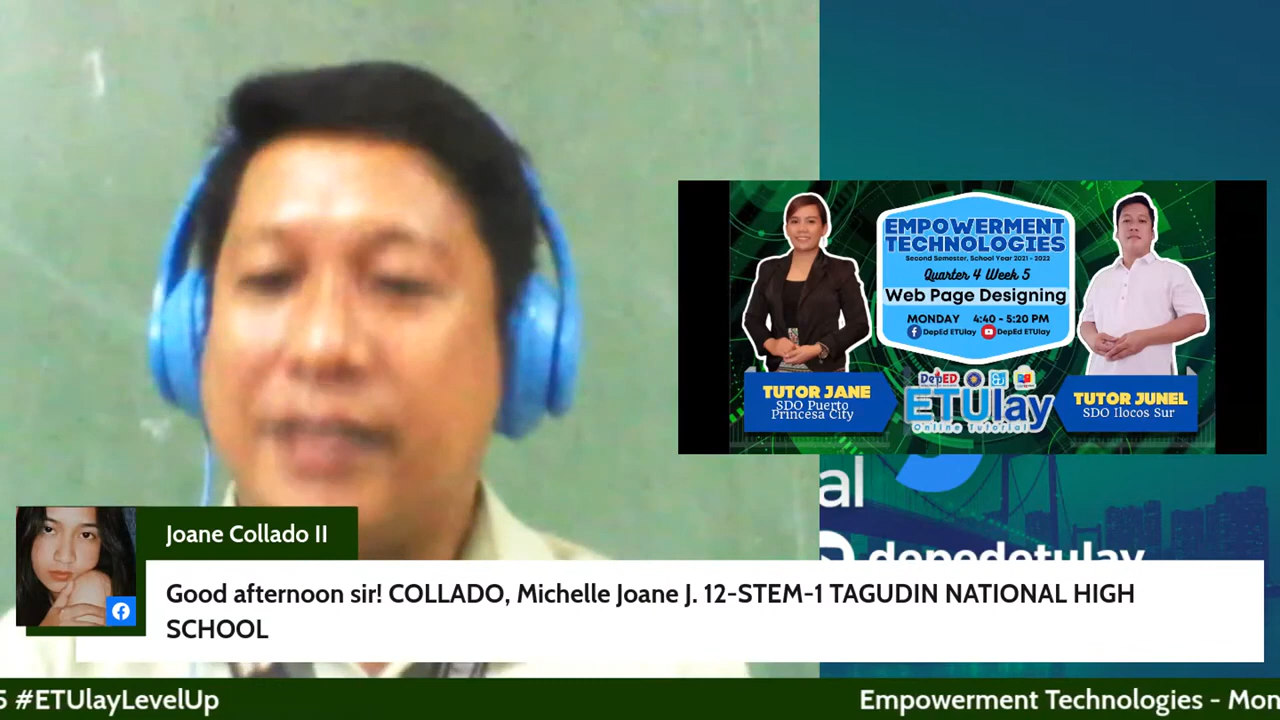 EMPOWERMENT
TECHNOLOGIES
Second Semester, School Year 2021 - 2022
Quarter 4 Week 5
Web Page Designing
MONDAY 4:40 - 5:20 PM
DepEd ETUlay DepEd ETUlay
TUTOR JANE
SDO Puerto
Princesa City
DepED
ETUlay
Online Tutorial
TUTOR JUNEL
SDO Ilocos Sur
al
depedetulay
Joane Collado II
Good afternoon sir! COLLADO, Michelle Joane J. 12-STEM-1 TAGUDIN NATIONAL HIGH
SCHOOL
5 #ETUlayLevelUp
Empowerment Technologies - Mon